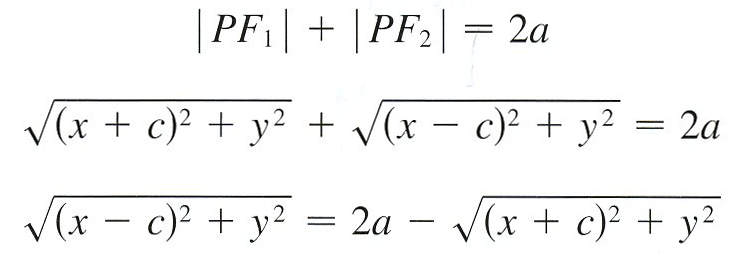 |PF₁| + |PF₂| = 2a
√((x + c)² + y²) + √((x − c)² + y²) = 2a
√((x − c)² + y²) = 2a − √((x + c)² + y²)